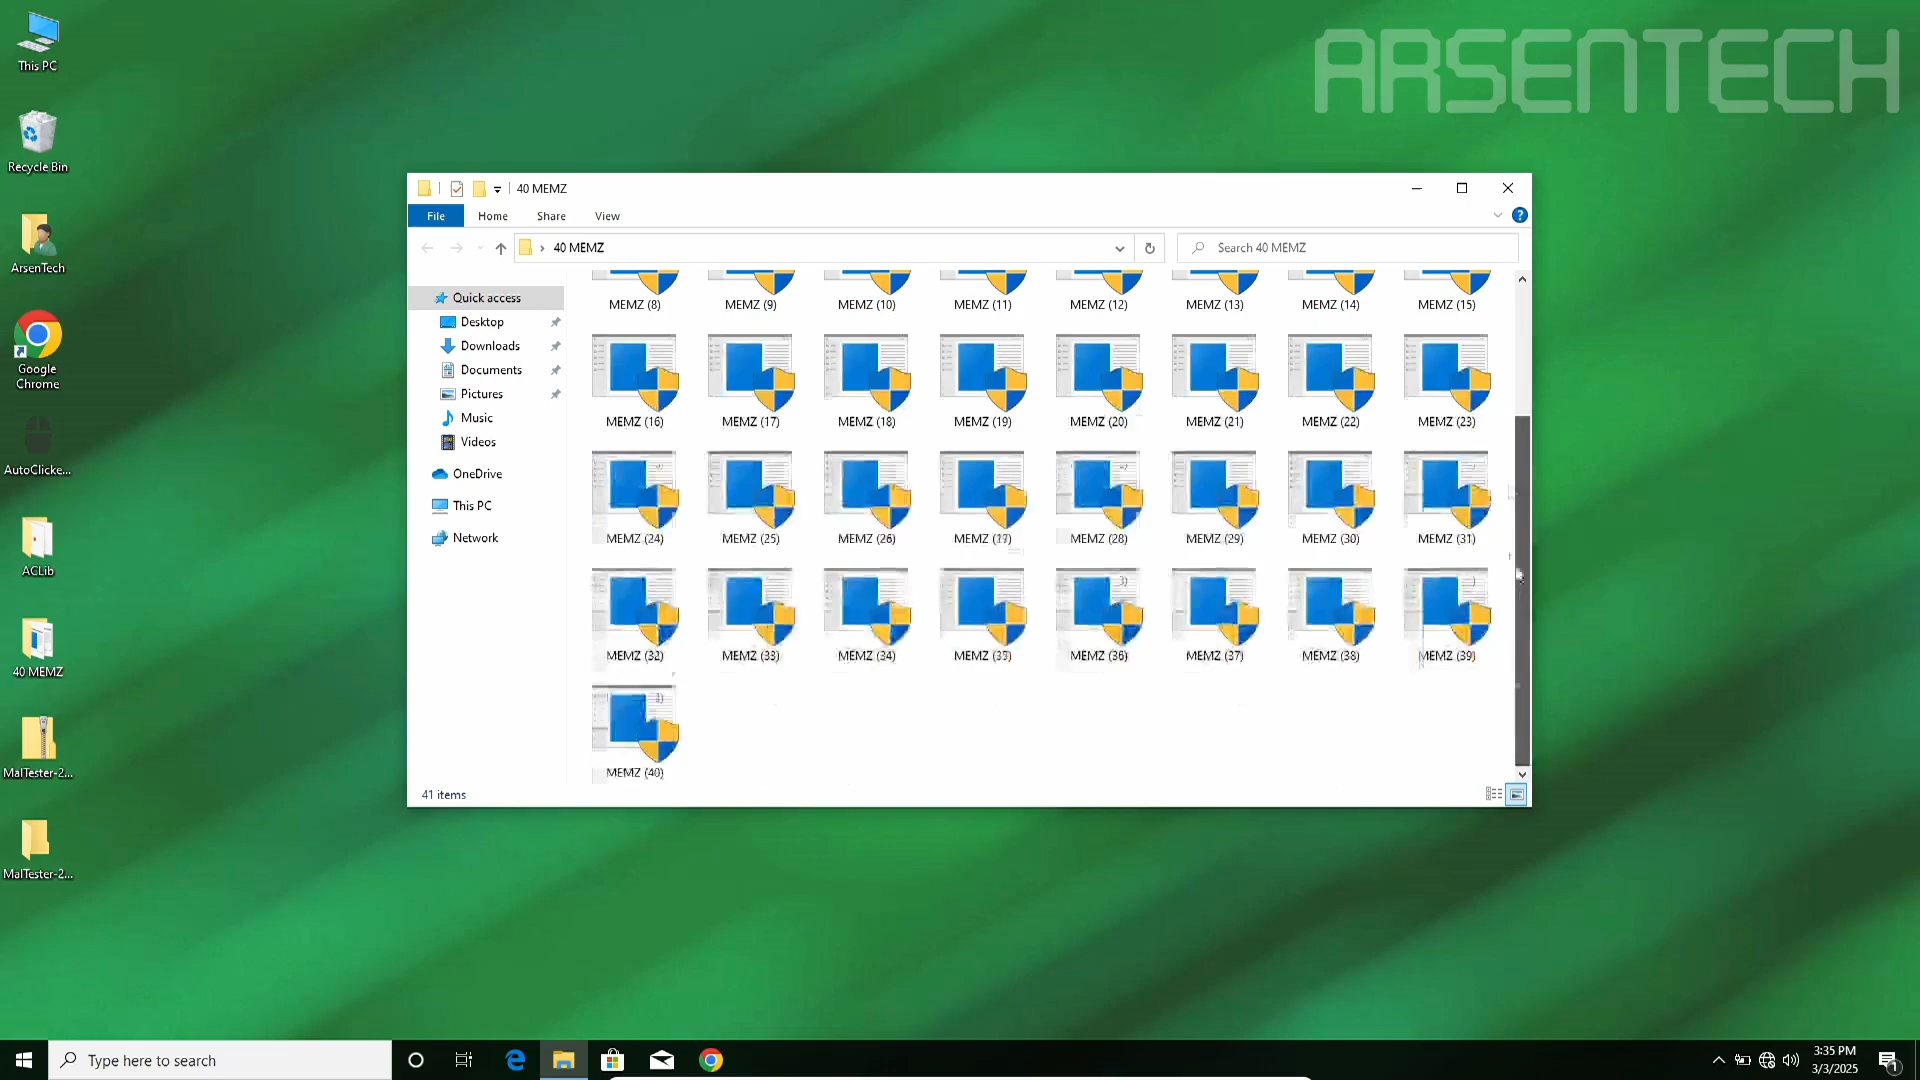 ARSENTECH
This PC
Recycle Bin
ArsenTech
Google
Chrome
AutoClicke...
ACLib
40 MEMZ
MalTester-2...
MalTester-2...
40 MEMZ
File Home Share View
40 MEMZ
Search 40 MEMZ
Quick access
Desktop
Downloads
Documents
Pictures
Music
Videos
OneDrive
This PC
Network
MEMZ (8) MEMZ (9) MEMZ (10) MEMZ (11) MEMZ (12) MEMZ (13) MEMZ (14) MEMZ (15)
MEMZ (16) MEMZ (17) MEMZ (18) MEMZ (19) MEMZ (20) MEMZ (21) MEMZ (22) MEMZ (23)
MEMZ (24) MEMZ (25) MEMZ (26) MEMZ (27) MEMZ (28) MEMZ (29) MEMZ (30) MEMZ (31)
MEMZ (32) MEMZ (33) MEMZ (34) MEMZ (35) MEMZ (36) MEMZ (37) MEMZ (38) MEMZ (39)
MEMZ (40)
41 items
Type here to search
3:35 PM
3/3/2025
1